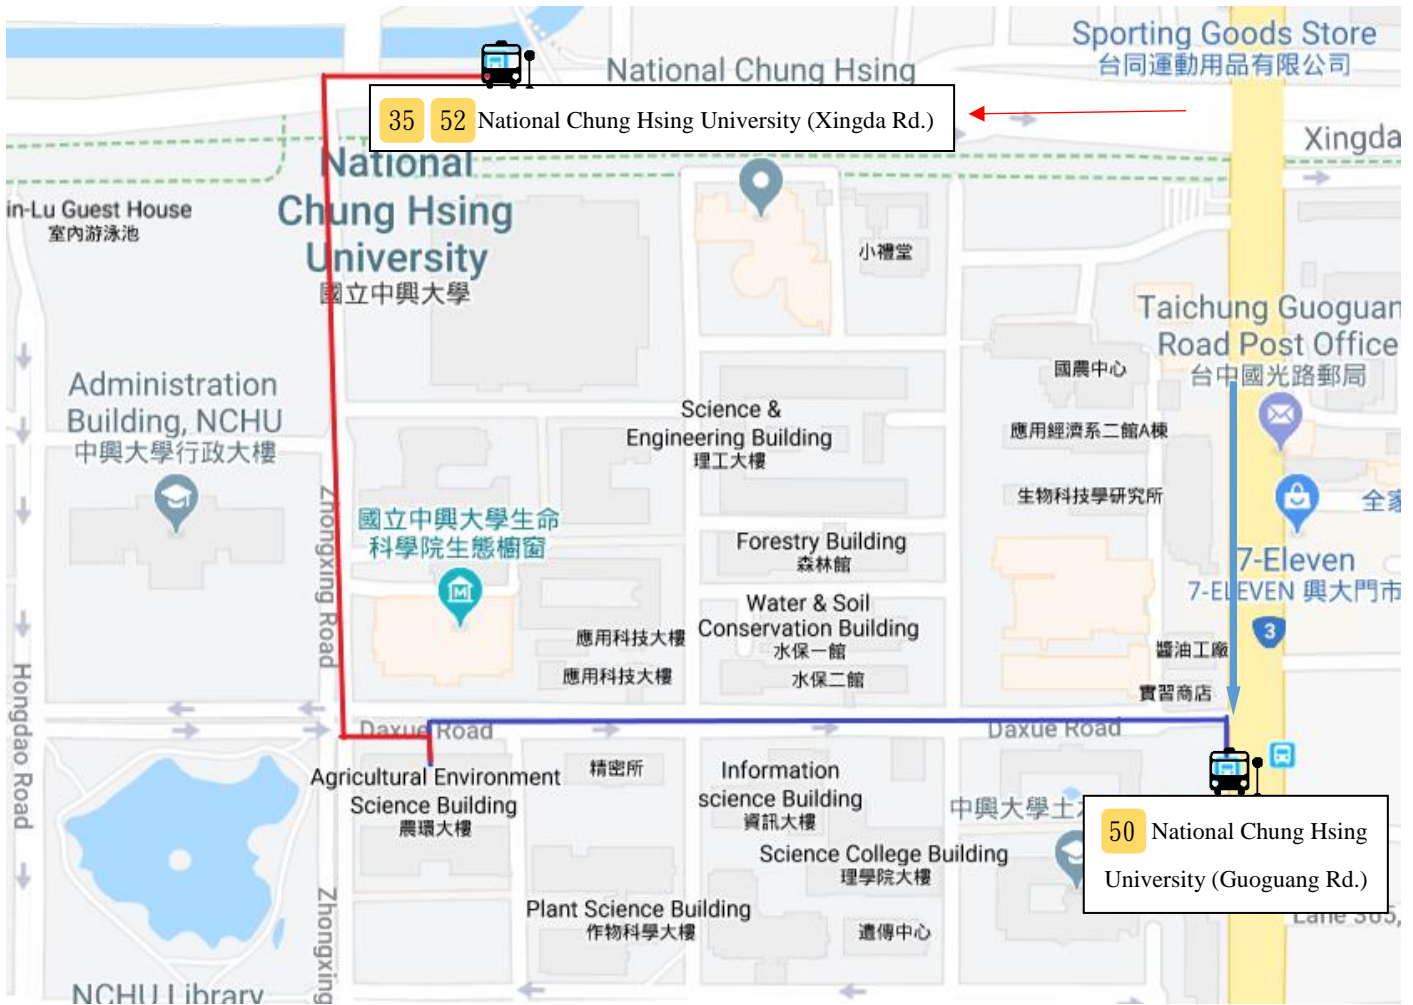 Sporting Goods Store
台同運動用品有限公司
National Chung Hsing
35 52 National Chung Hsing University (Xingda Rd.)
Xingda
National
Chung Hsing
University
國立中興大學
in-Lu Guest House
室內游泳池
小禮堂
Taichung Guoguan
Road Post Office
台中國光路郵局
國農中心
Administration
Building, NCHU
中興大學行政大樓
Science &
Engineering Building
理工大樓
應用經濟系二館A棟
生物科技學研究所
全家
Zhongxing Road
國立中興大學生命
科學院生態櫥窗
M
Forestry Building
森林館
7-Eleven
7-ELEVEN 興大門市
Water & Soil
Conservation Building
水保一館
水保二館
3
應用科技大樓
應用科技大樓
醬油工廠
實習商店
Hongdao Road
Daxue Road
Daxue Road
Agricultural Environment
Science Building
農環大樓
精密所
Information
science Building
資訊大樓
中興大學土
50 National Chung Hsing
University (Guoguang Rd.)
Science College Building
理學院大樓
Plant Science Building
作物科學大樓
遺傳中心
Lane 365,
Zhongxing
NCHU Library